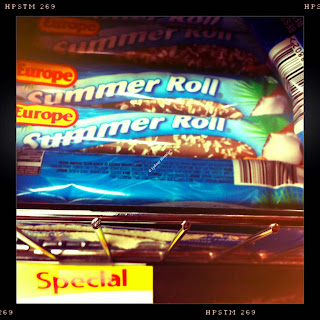 HPSTM 269
Europe
Summer Roll
Europe
Summer Roll
Special
HPSTM 269